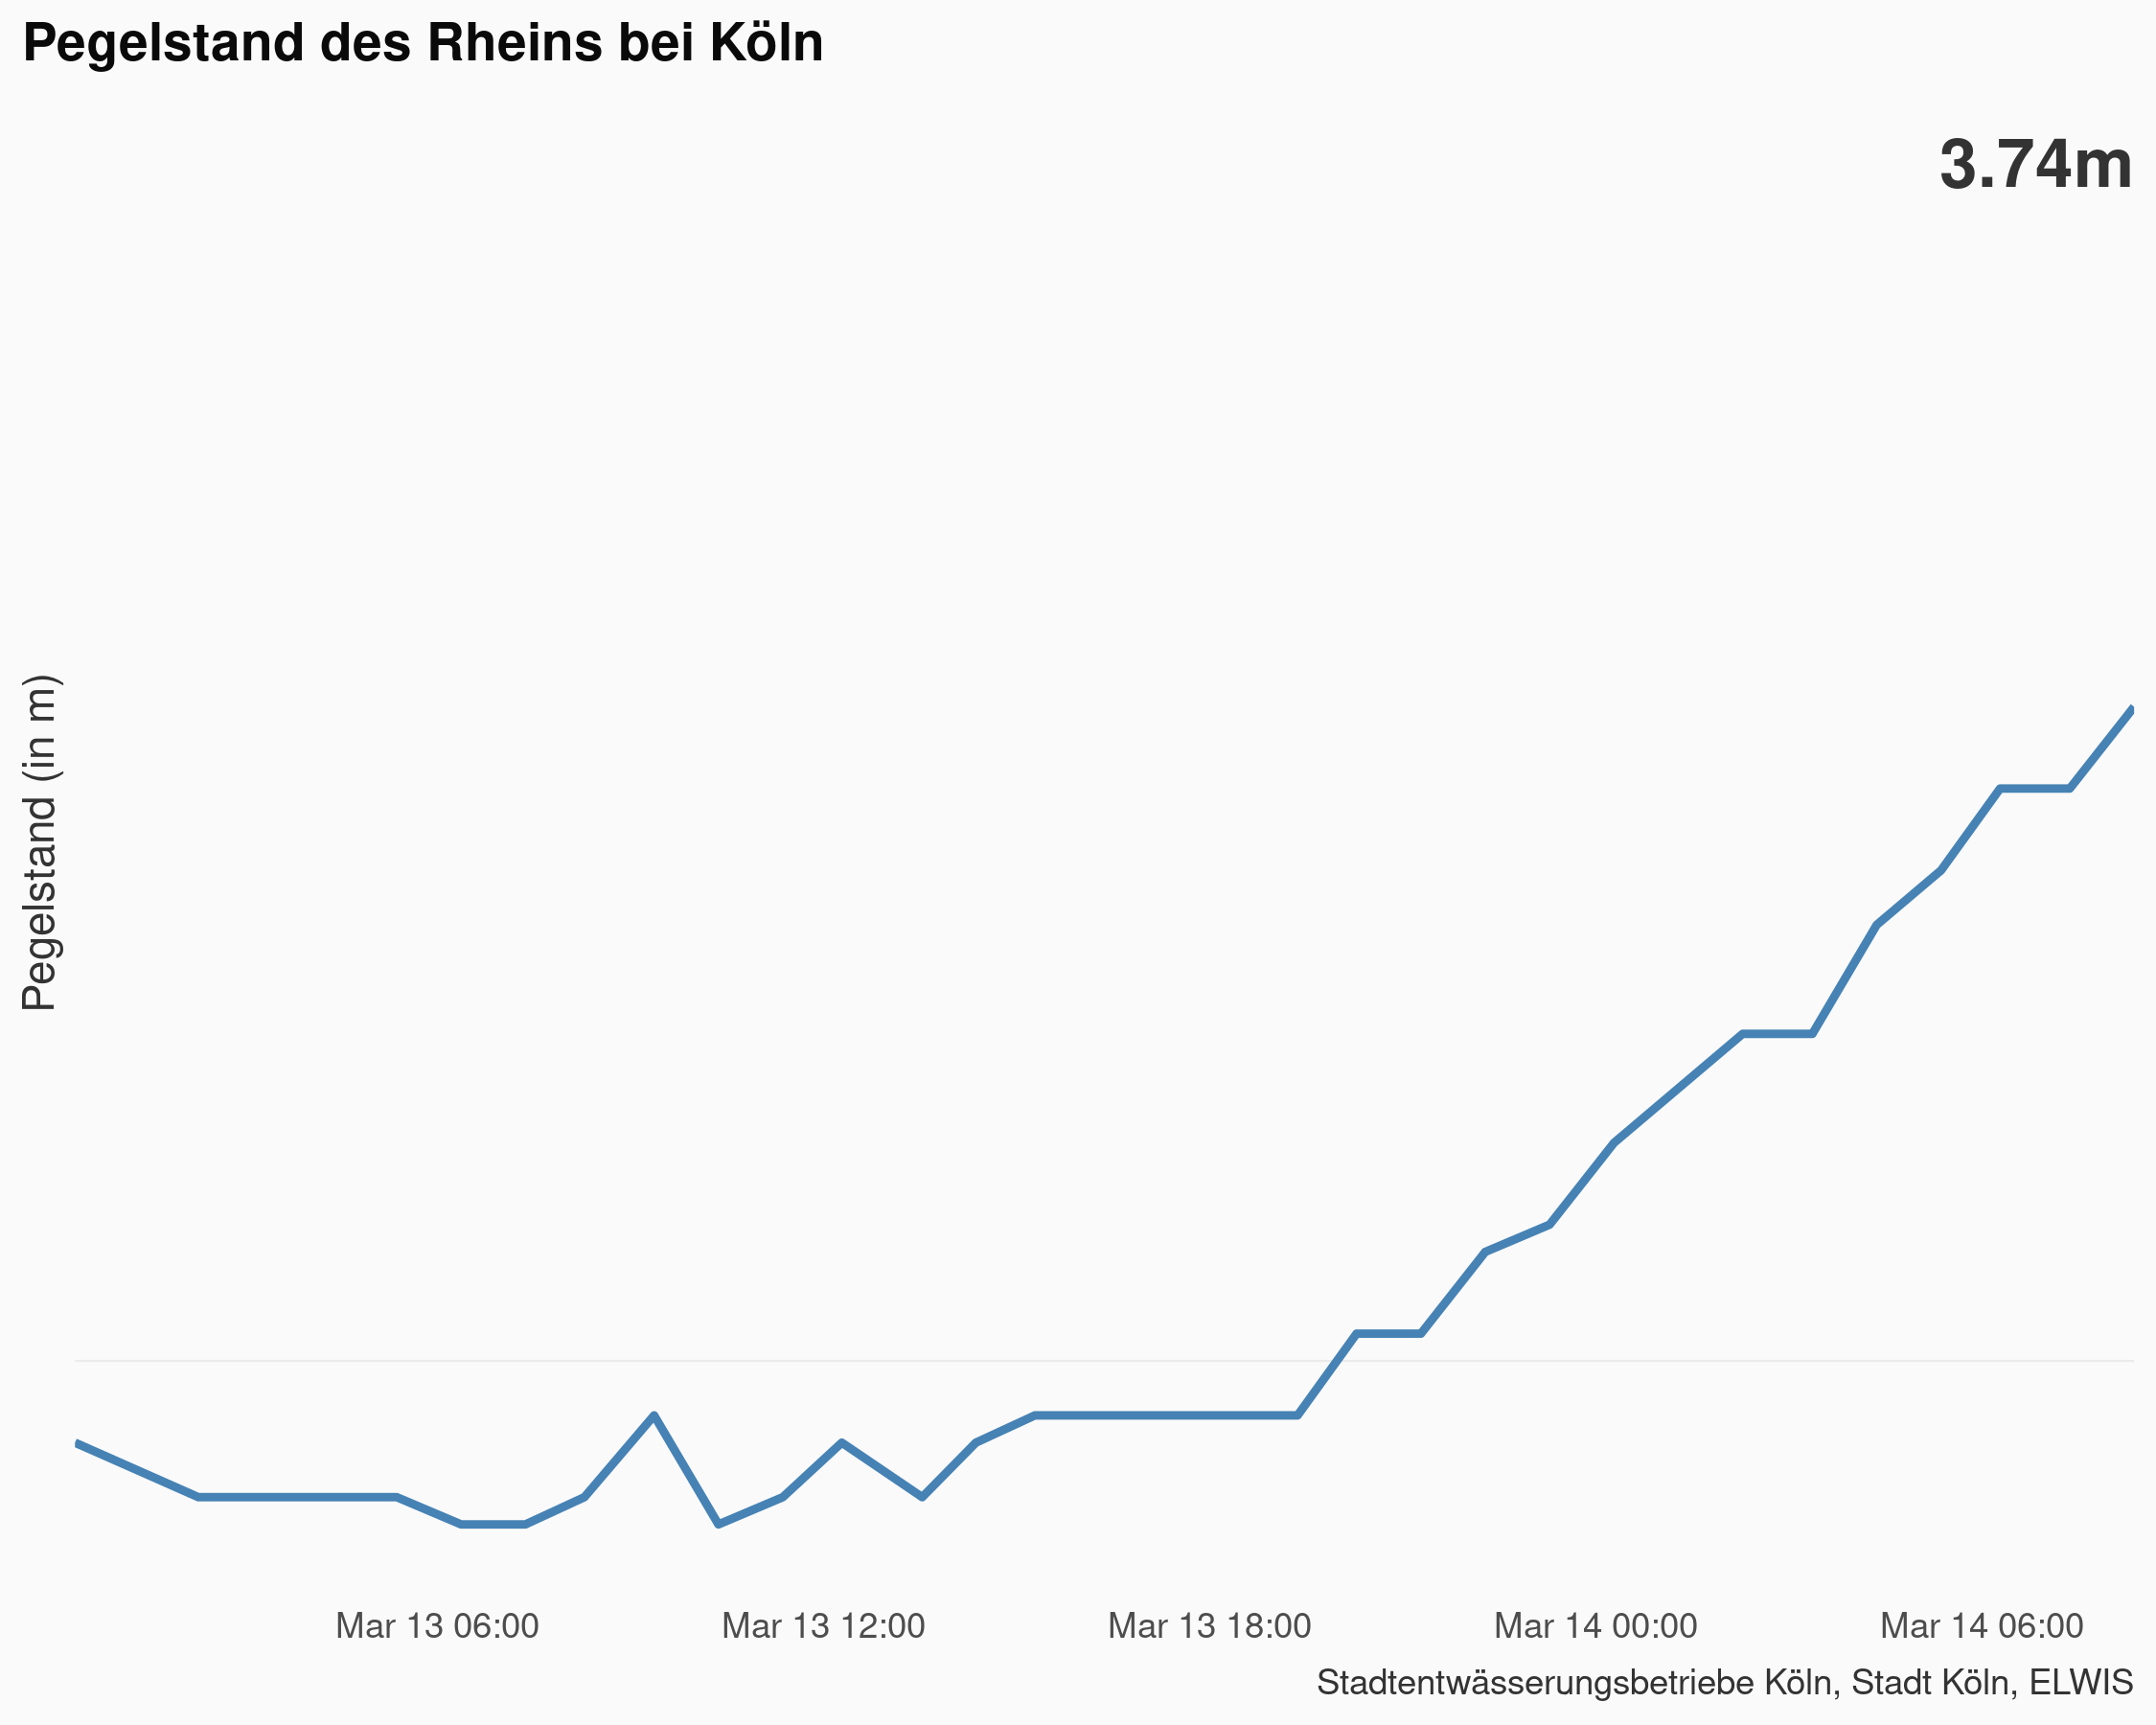 Pegelstand des Rheins bei Köln
3.74m
Pegelstand (in m)
Mar 13 06:00
Mar 13 12:00
Mar 13 18:00
Mar 14 00:00
Mar 14 06:00
Stadtentwässerungsbetriebe Köln, Stadt Köln, ELWIS